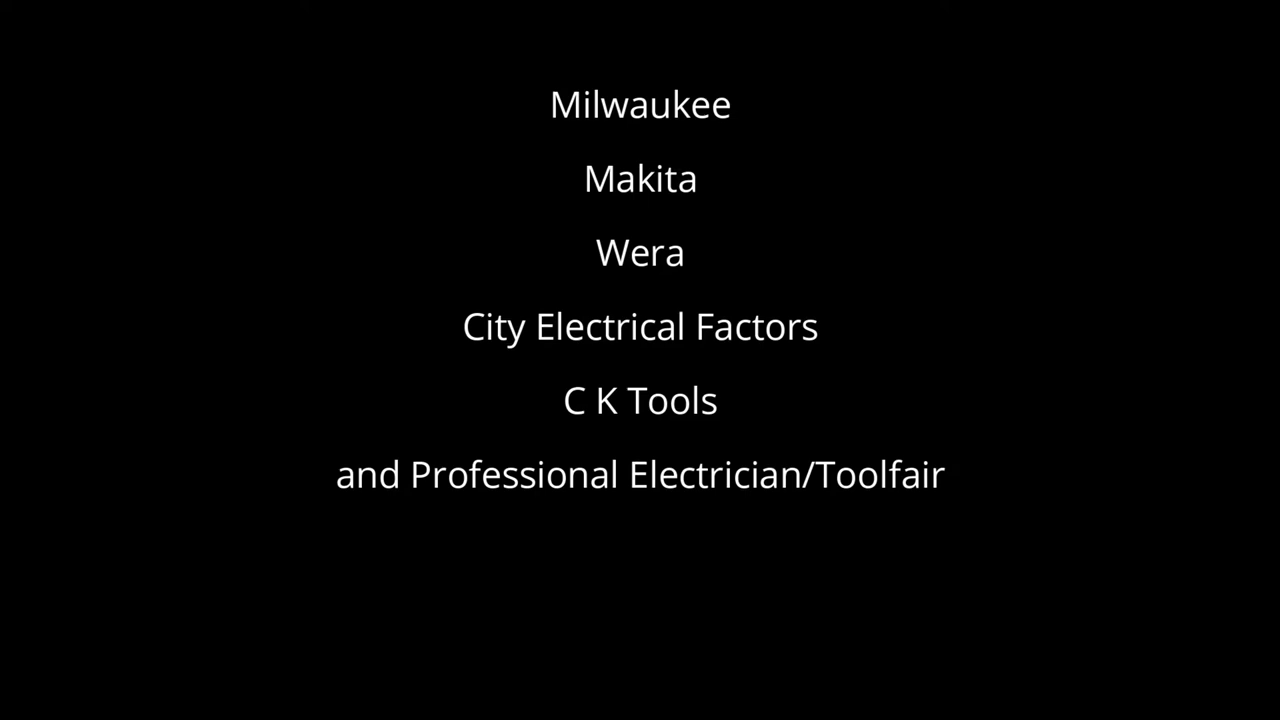 Milwaukee
Makita
Wera
City Electrical Factors
C K Tools
and Professional Electrician/Toolfair